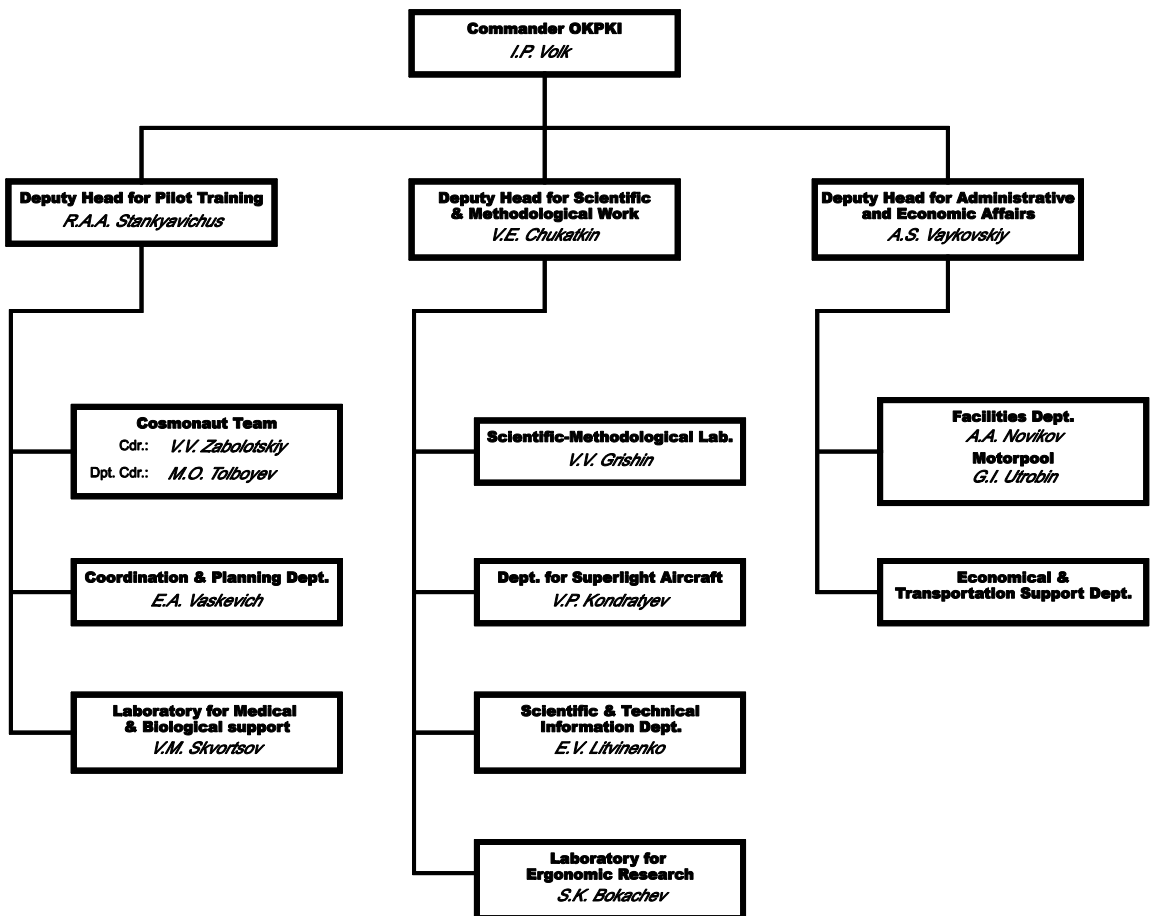 Commander OKPKI
I.P. Volk
Deputy Head for Pilot Training
R.A.A. Stankyavichus
Deputy Head for Scientific
& Methodological Work
V.E. Chukatkin
Deputy Head for Administrative
and Economic Affairs
A.S. Vaykovskiy
Cosmonaut Team
Cdr.: V.V. Zabolotskiy
Dpt. Cdr.: M.O. Tolboyev
Coordination & Planning Dept.
E.A. Vaskevich
Laboratory for Medical
& Biological support
V.M. Skvortsov
Scientific-Methodological Lab.
V.V. Grishin
Dept. for Superlight Aircraft
V.P. Kondratyev
Scientific & Technical
Information Dept.
E.V. Litvinenko
Laboratory for
Ergonomic Research
S.K. Bokachev
Facilities Dept.
A.A. Novikov
Motorpool
G.I. Utrobin
Economical &
Transportation Support Dept.